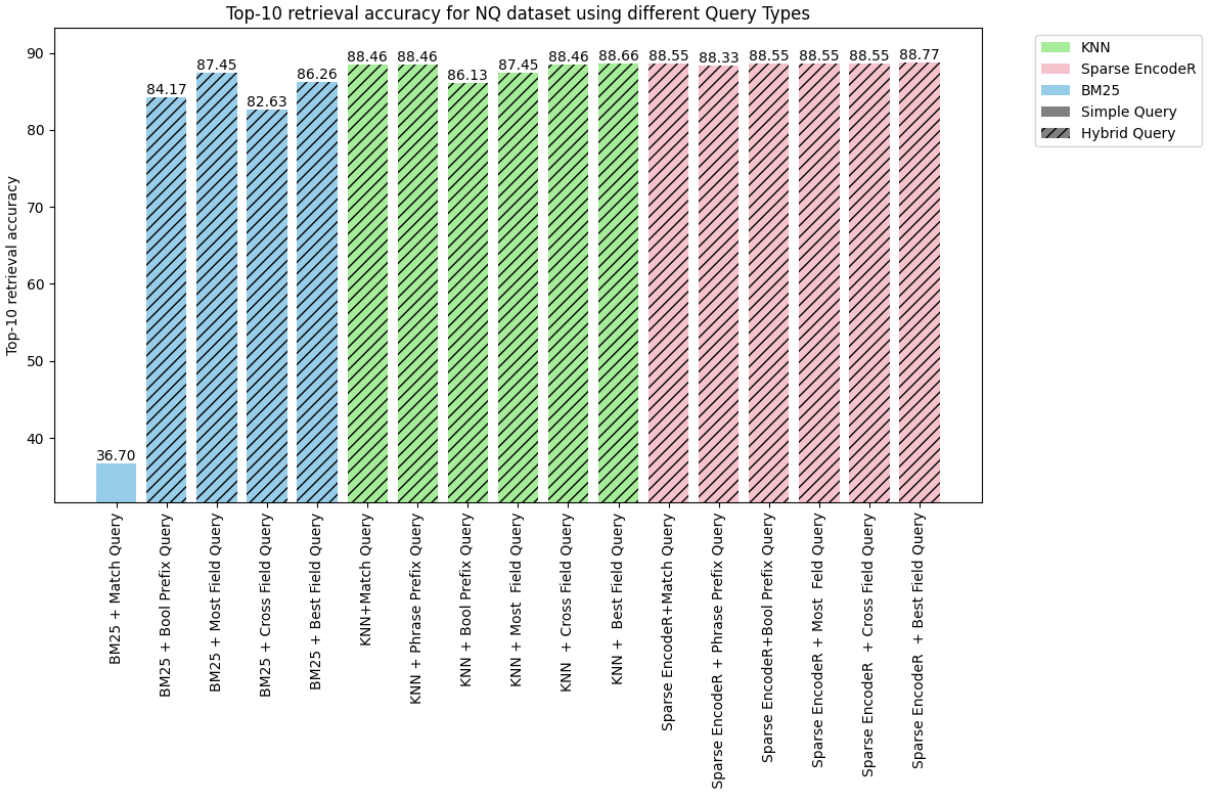 Top-10 retrieval accuracy for NQ dataset using different Query Types
Top-10 retrieval accuracy
90
80
70
60
50
40
36.70
84.17
87.45
82.63
86.26
88.46
88.46
86.13
87.45
88.46
88.66
88.55
88.33
88.55
88.55
88.55
88.77
BM25 + Match Query
BM25 + Bool Prefix Query
BM25 + Most Field Query
BM25 + Cross Field Query
BM25 + Best Field Query
KNN+Match Query
KNN + Phrase Prefix Query
KNN + Bool Prefix Query
KNN + Most  Field Query
KNN  + Cross Field Query
KNN +  Best Field Query
Sparse EncodeR+Match Query
Sparse EncodeR + Phrase Prefix Query
Sparse EncodeR+Bool Prefix Query
Sparse EncodeR + Most  Feld Query
Sparse EncodeR  + Cross Field Query
Sparse EncodeR  + Best Field Query
KNN
Sparse EncodeR
BM25
Simple Query
Hybrid Query